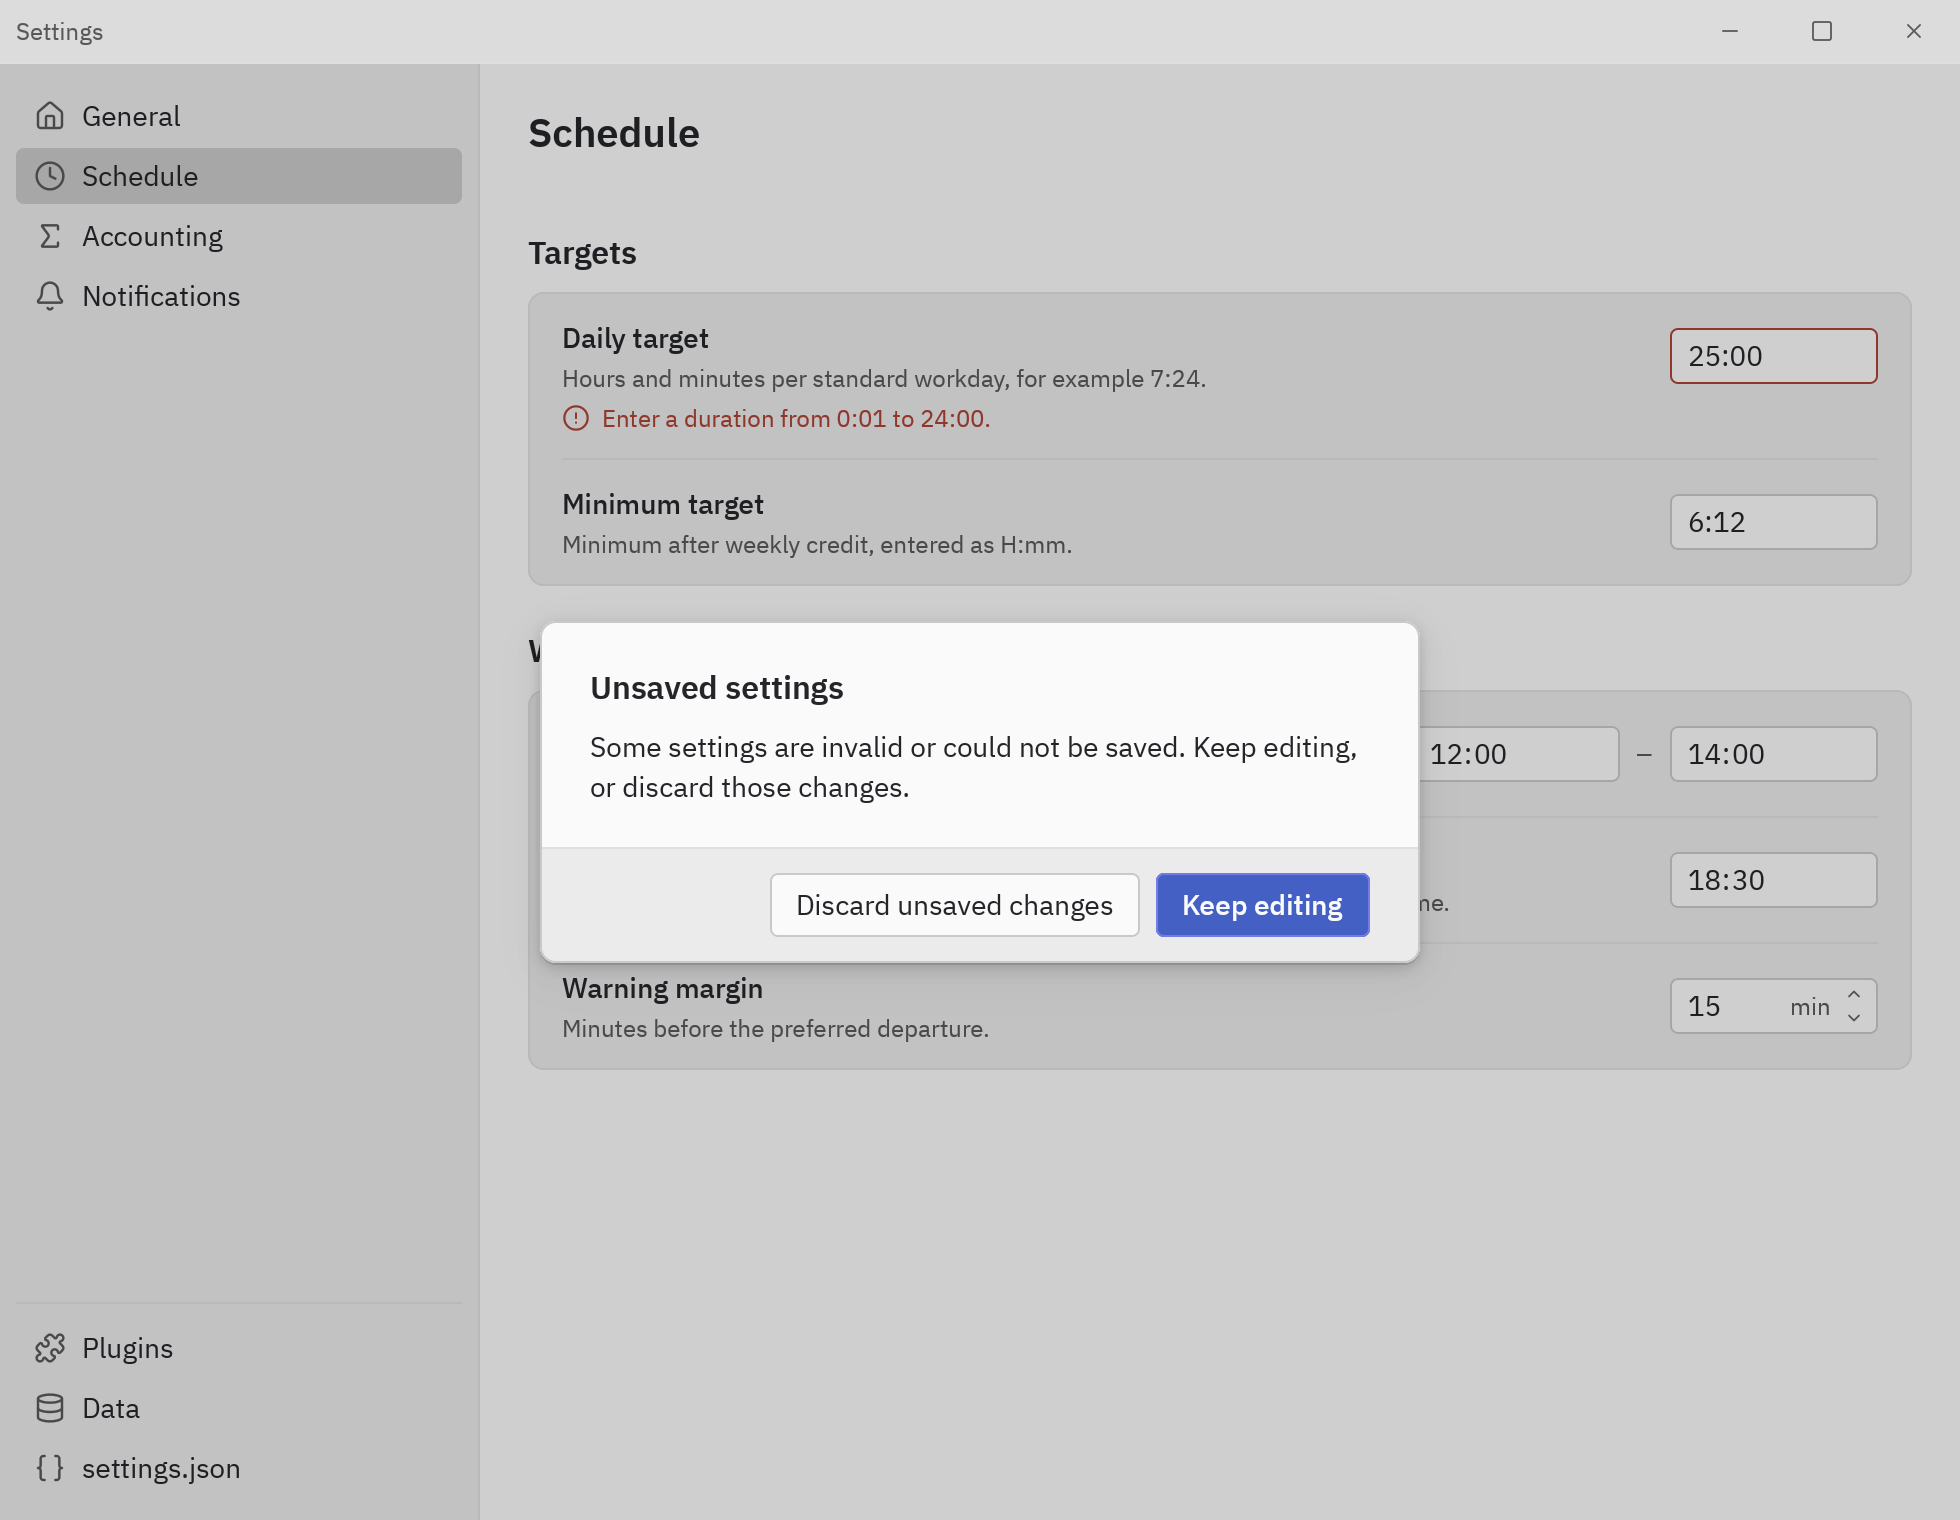 Settings
General
Schedule
Accounting
Notifications
Plugins
Data
settings.json
Schedule
Targets
Daily target
25:00
Hours and minutes per standard workday, for example 7:24.
Enter a duration from 0:01 to 24:00.
Minimum target
6:12
Minimum after weekly credit, entered as H:mm.
12:00 – 14:00
18:30
Warning margin
15 min
Minutes before the preferred departure.
Unsaved settings
Some settings are invalid or could not be saved. Keep editing,
or discard those changes.
Discard unsaved changes
Keep editing